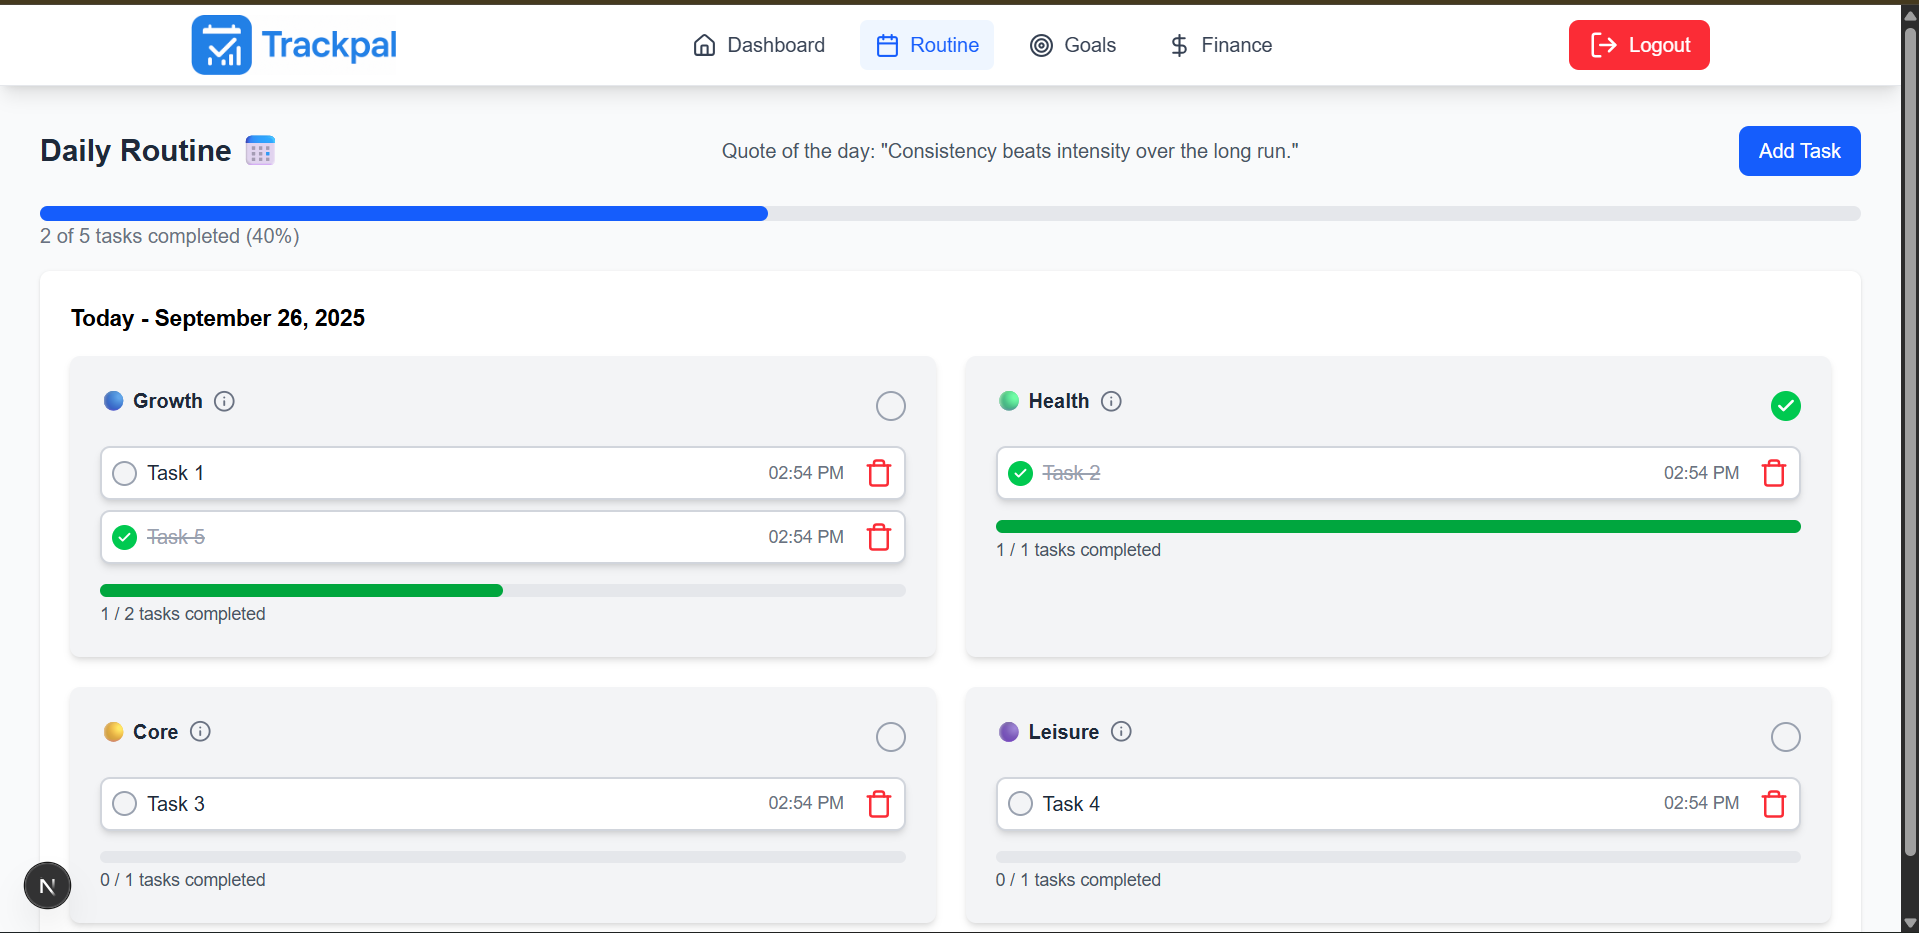 Trackpal
Dashboard
Routine
Goals
Finance
Logout
Daily Routine
Quote of the day: "Consistency beats intensity over the long run."
Add Task
2 of 5 tasks completed (40%)
Today - September 26, 2025
Growth
Task 1
02:54 PM
Task 5
02:54 PM
1 / 2 tasks completed
Health
Task 2
02:54 PM
1 / 1 tasks completed
Core
Task 3
02:54 PM
0 / 1 tasks completed
Leisure
Task 4
02:54 PM
0 / 1 tasks completed
N